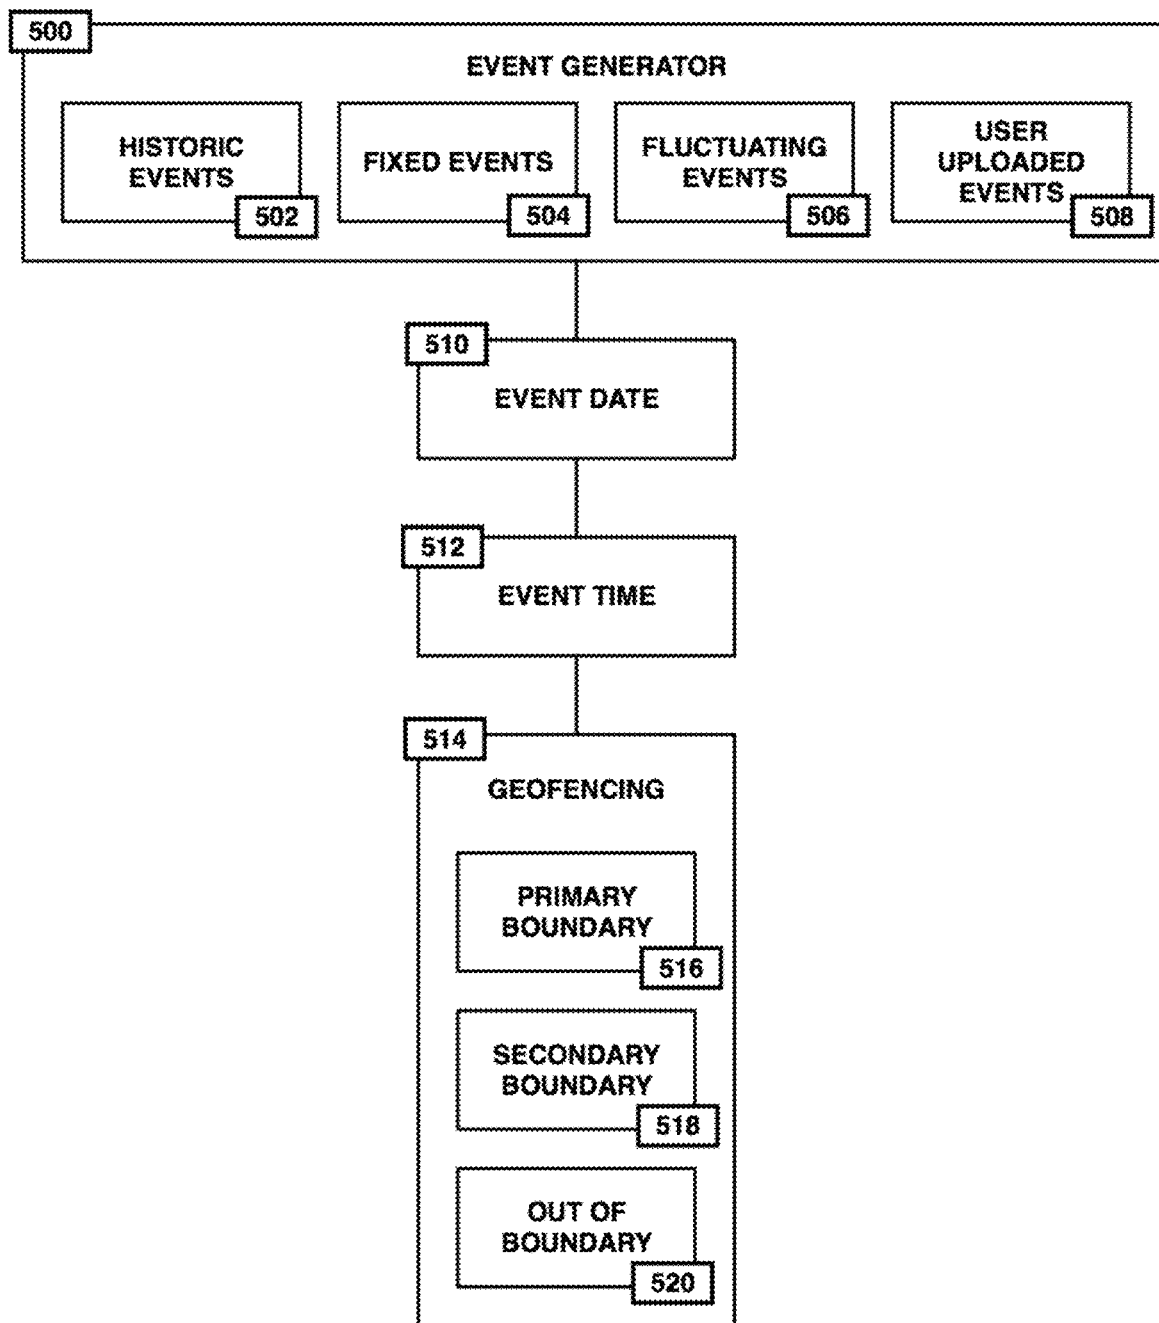 500
EVENT GENERATOR
HISTORIC
EVENTS
502
FIXED EVENTS
504
FLUCTUATING
EVENTS
506
USER
UPLOADED
EVENTS
508
510
EVENT DATE
512
EVENT TIME
514
GEOFENCING
PRIMARY
BOUNDARY
516
SECONDARY
BOUNDARY
518
OUT OF
BOUNDARY
520